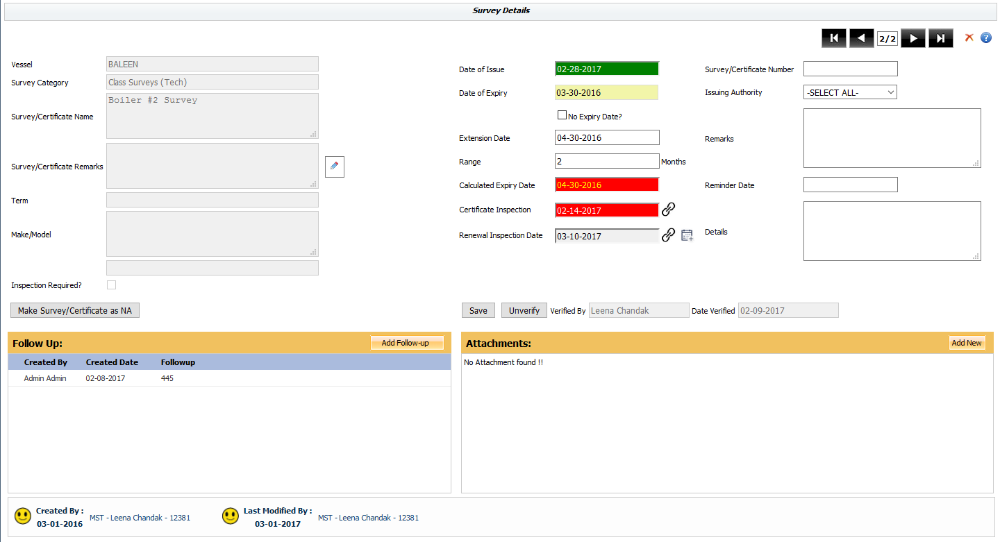 Survey Details
2/2
Vessel
BALEEN
Survey Category
Class Surveys (Tech)
Survey/Certificate Name
Boiler #2 Survey
Survey/Certificate Remarks
Term
Make/Model
Inspection Required?
Make Survey/Certificate as NA
Date of Issue
02-28-2017
Date of Expiry
03-30-2016
No Expiry Date?
Extension Date
04-30-2016
Range
2 Months
Calculated Expiry Date
04-30-2016
Certificate Inspection
02-14-2017
Renewal Inspection Date
03-10-2017
Survey/Certificate Number
Issuing Authority
-SELECT ALL-
Remarks
Reminder Date
Details
Save Unverify Verified By Leena Chandak Date Verified 02-09-2017
Follow Up: Add Follow-up
Created By Created Date Followup
Admin Admin 02-08-2017 445
Attachments: Add New
No Attachment found !!
Created By :
03-01-2016
MST - Leena Chandak - 12381
Last Modified By :
03-01-2017
MST - Leena Chandak - 12381